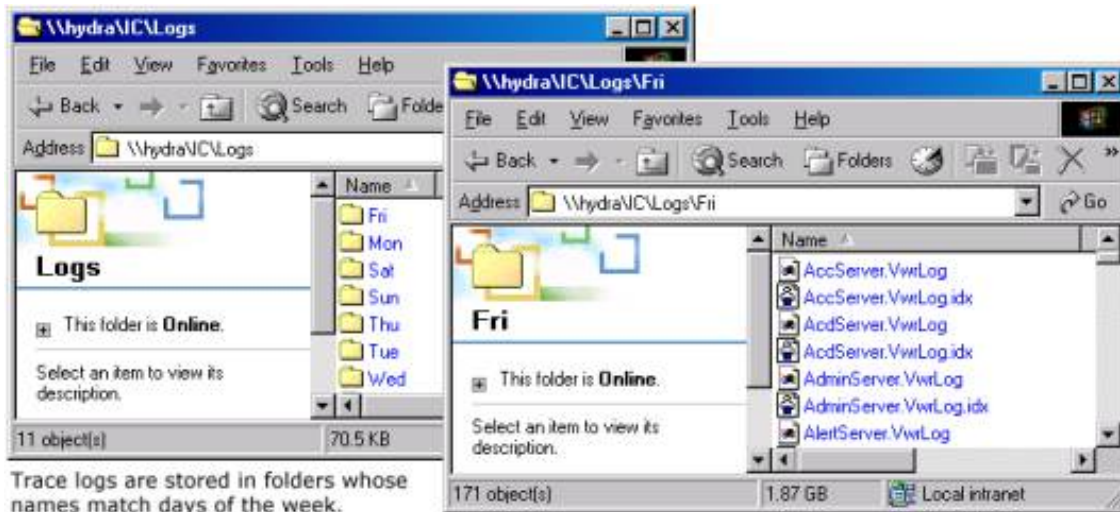 \\hydra\IC\Logs
File Edit View Favorites Tools Help
Back Search Folde
Address \\hydra\IC\Logs
Name
Logs
This folder is Online.
Select an item to view its
description.
Fri
Mon
Sat
Sun
Thu
Tue
Wed
11 object(s) 70.5 KB
Trace logs are stored in folders whose
names match days of the week.
\\hydra\IC\Logs\Fri
File Edit View Favorites Tools Help
Back Search Folders »
Address \\hydra\IC\Logs\Fri Go
Name
Fri
This folder is Online.
Select an item to view its
description.
AccServer.VwrLog
AccServer.VwrLog.idx
AcdServer.VwrLog
AcdServer.VwrLog.idx
AdminServer.VwrLog
AdminServer.VwrLog.idx
AlertServer.VwrLog
171 object(s) 1.87 GB Local intranet